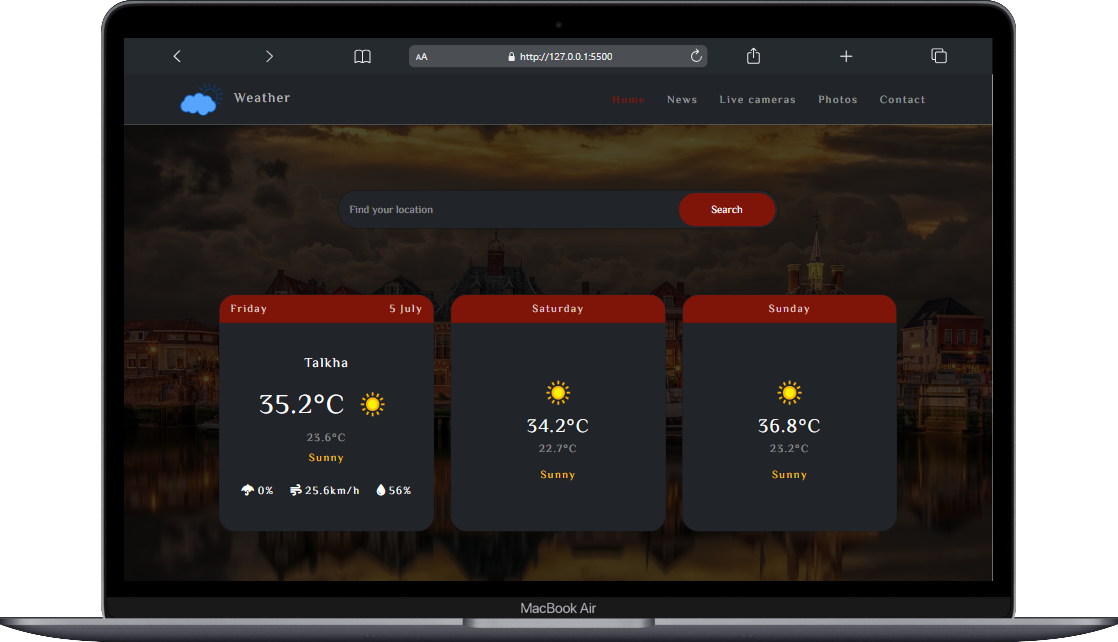 AA http://127.0.0.1:5500
Weather Home News Live cameras Photos Contact
Find your location Search
Friday 5 July
Talkha
35.2°C
23.6°C
Sunny
0% 25.6km/h 56%
Saturday
34.2°C
22.7°C
Sunny
Sunday
36.8°C
23.2°C
Sunny
MacBook Air